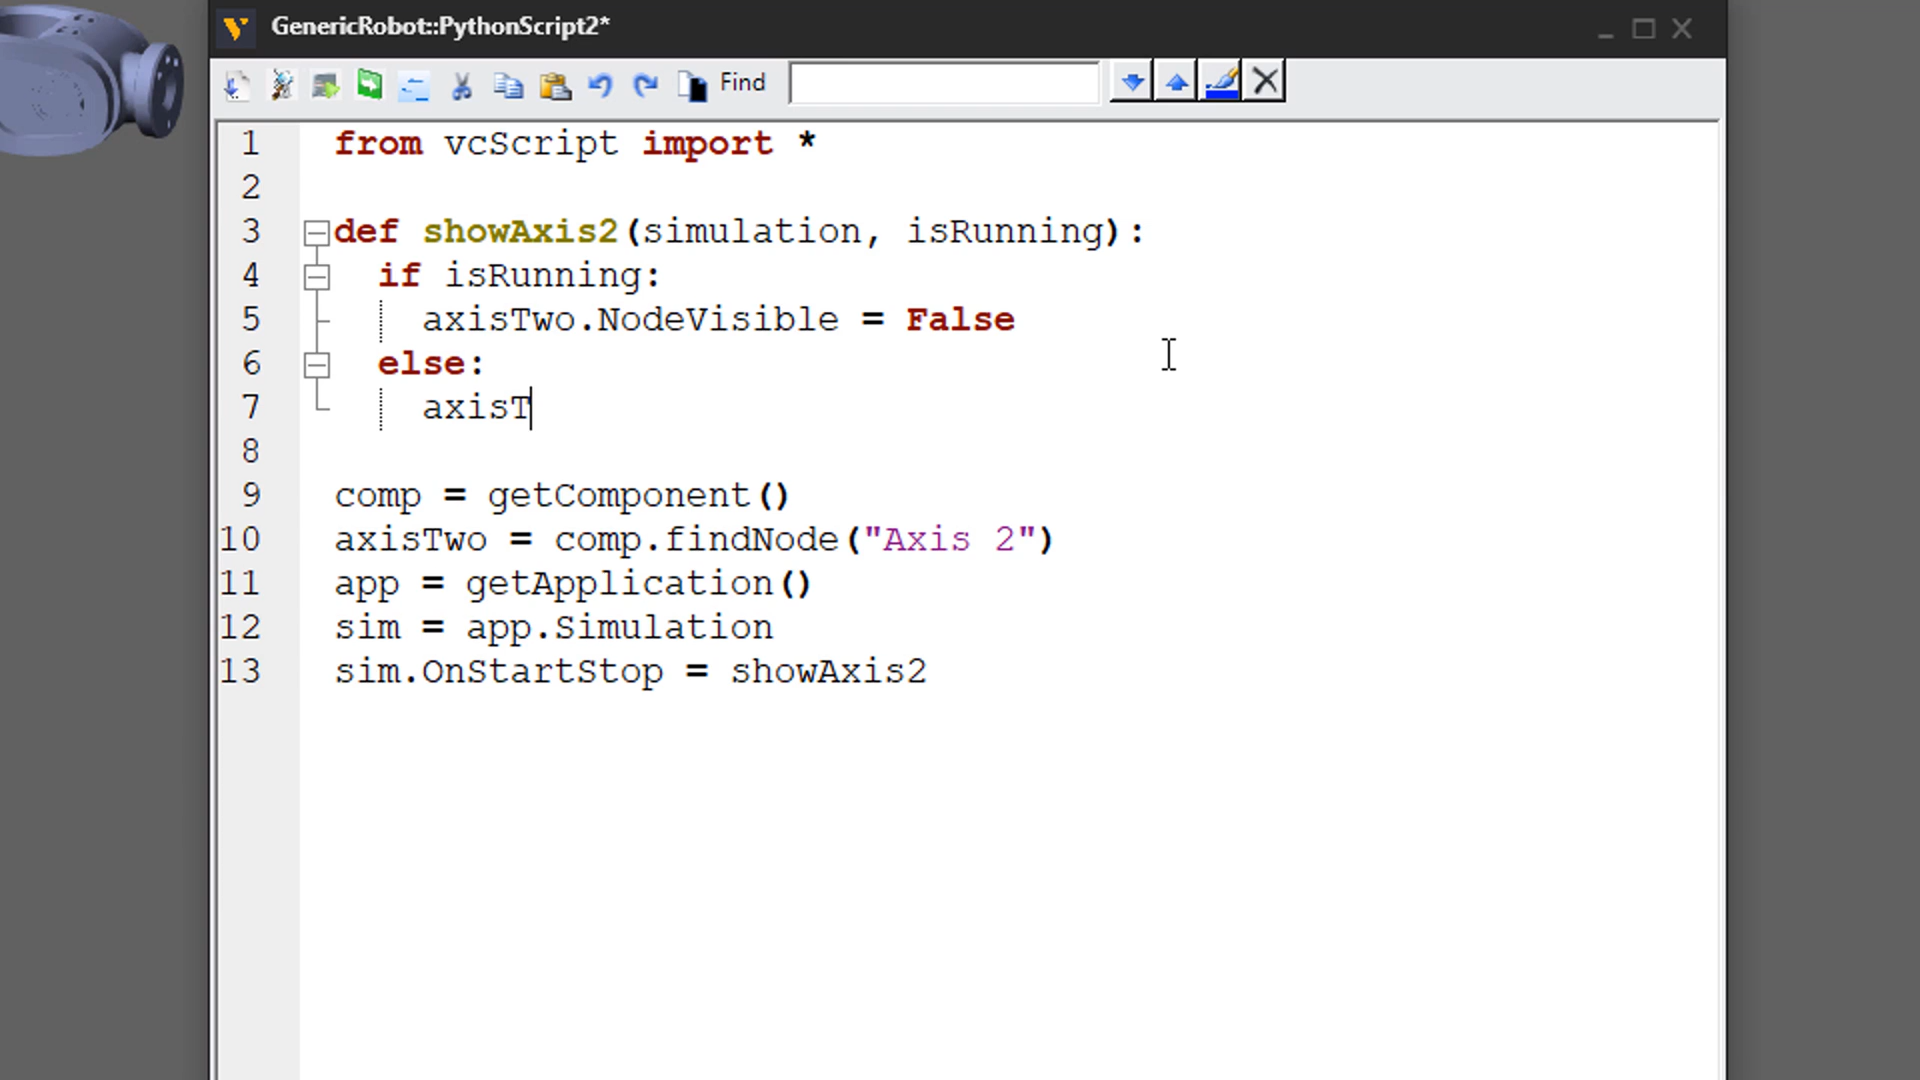 GenericRobot::PythonScript2*
Find
1 from vcScript import *
2
3 def showAxis2(simulation, isRunning):
4 if isRunning:
5 axisTwo.NodeVisible = False
6 else:
7 axisT
8
9 comp = getComponent()
10 axisTwo = comp.findNode("Axis 2")
11 app = getApplication()
12 sim = app.Simulation
13 sim.OnStartStop = showAxis2